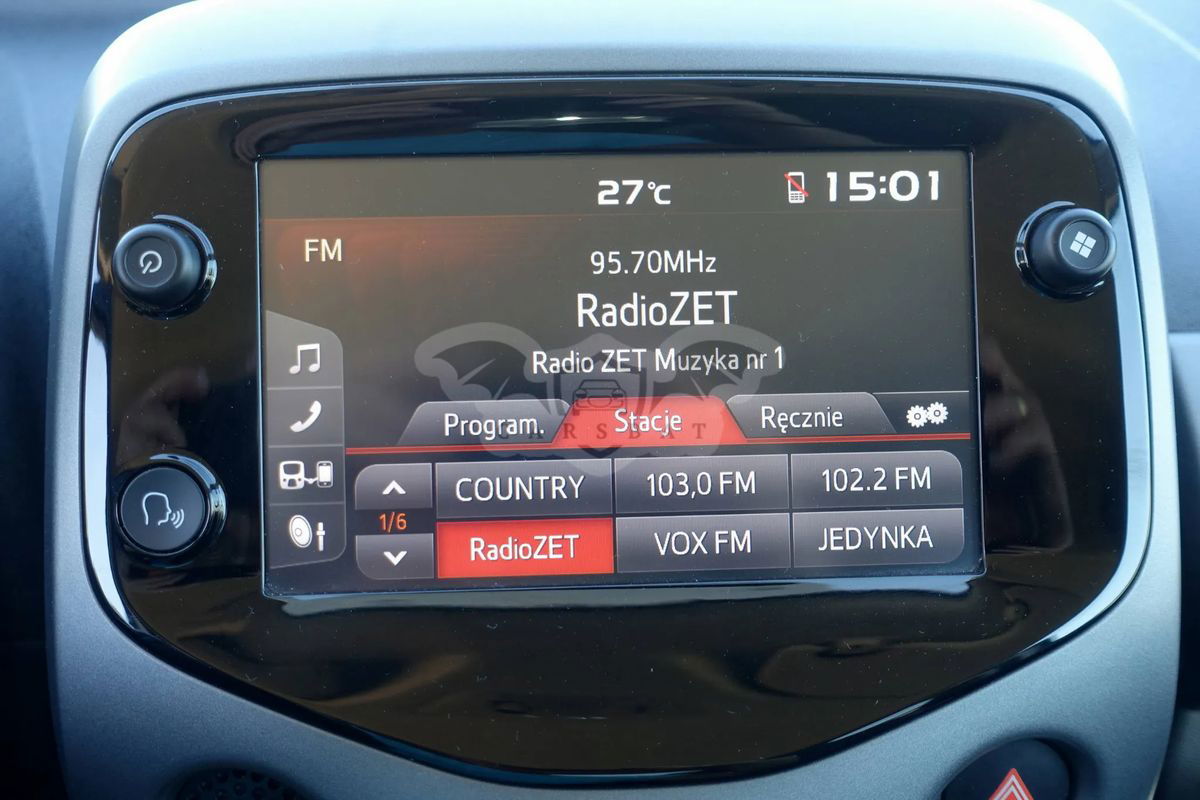 27°C 15:01
FM
95.70MHz
RadioZET
Radio ZET Muzyka nr 1
Program. Stacje Ręcznie
CARSBAT
COUNTRY 103,0 FM 102.2 FM
1/6
RadioZET VOX FM JEDYNKA